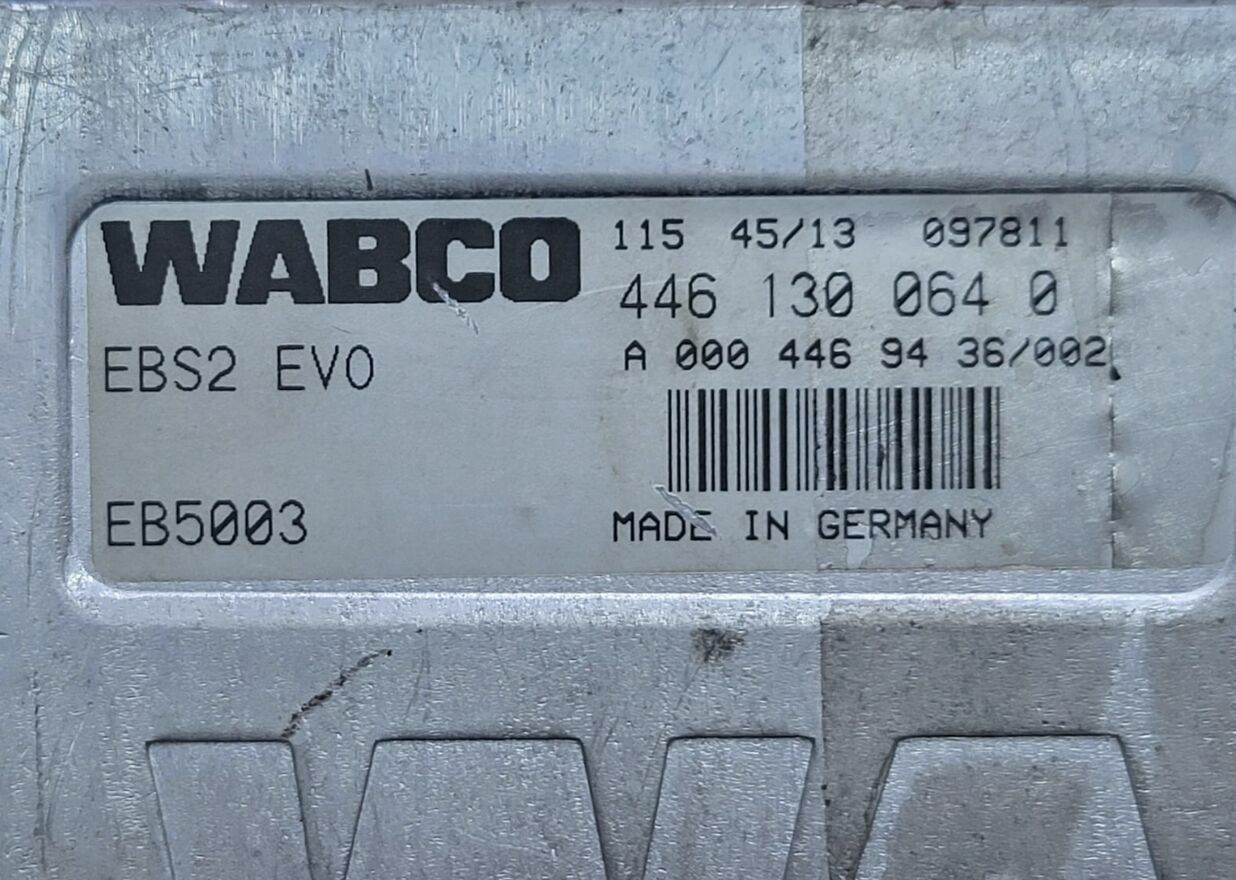 WABCO
115 45/13 097811
446 130 064 0
EBS2 EVO
A 000 446 94 36/002
EB5003
MADE IN GERMANY